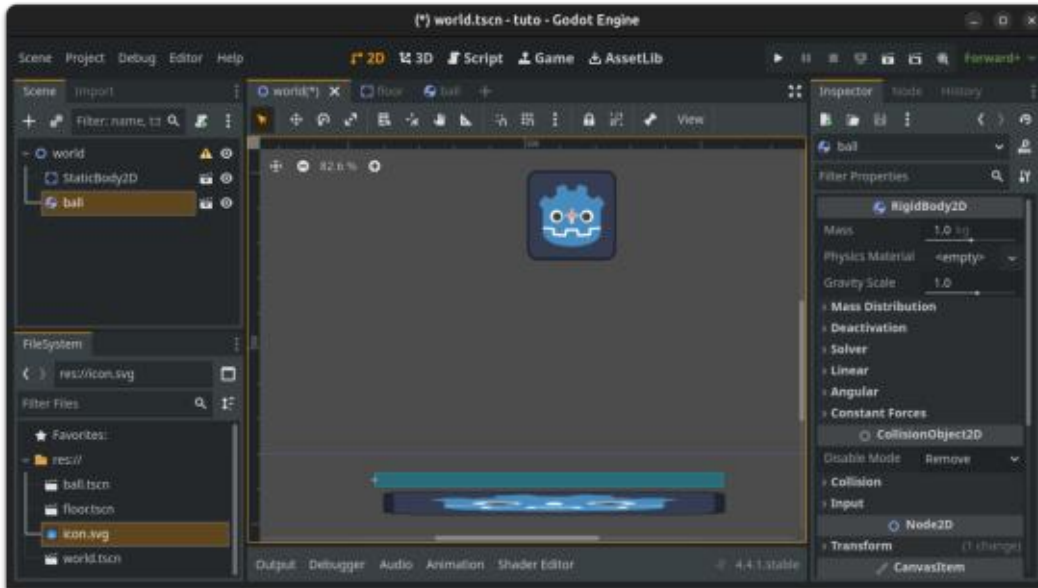 (*) world.tscn - tuto - Godot Engine
Scene Project Debug Editor Help
2D 3D Script Game AssetLib
Forward+
Scene Import
world(*) floor ball
Inspector Node History
Filter: name, t:
View
world
StaticBody2D
ball
82.6 %
ball
Filter Properties
RigidBody2D
Mass 1.0 kg
Physics Material <empty>
Gravity Scale 1.0
Mass Distribution
Deactivation
Solver
Linear
Angular
Constant Forces
CollisionObject2D
Disable Mode Remove
Collision
Input
Node2D
Transform (1 change)
CanvasItem
FileSystem
res://icon.svg
Filter Files
Favorites:
res://
ball.tscn
floor.tscn
icon.svg
world.tscn
Output Debugger Audio Animation Shader Editor 4.4.1.stable